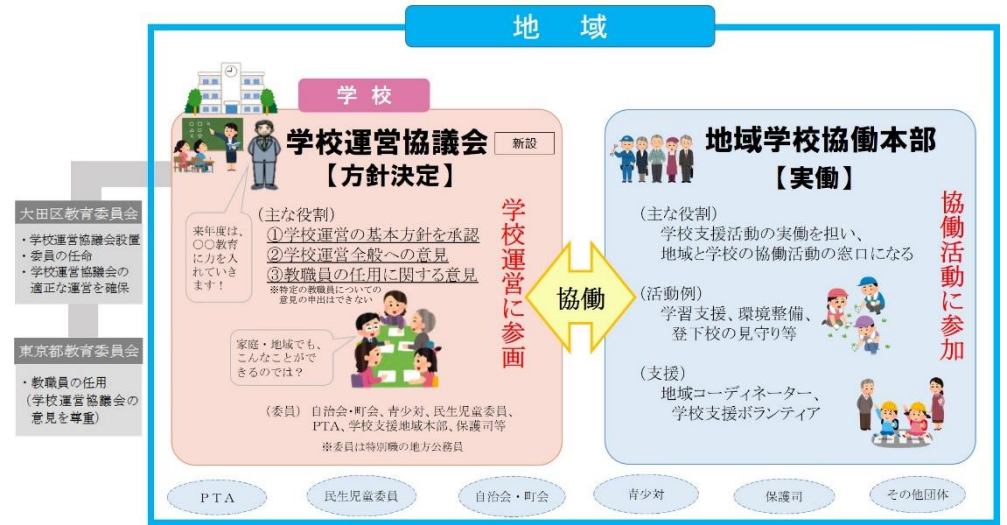 地 域
学 校
学校運営協議会
新設
【方針決定】
来年度は、
〇〇教育
に力を入
れていき
ます！
（主な役割）
①学校運営の基本方針を承認
②学校運営全般への意見
③教職員の任用に関する意見
※特定の教職員についての
意見の申出はできない
家庭・地域でも、
こんなことがで
きるのでは？
（委員） 自治会・町会、青少対、民生児童委員、
PTA、学校支援地域本部、保護司等
※委員は特別職の地方公務員
学校運営に参画
協働
地域学校協働本部
【実働】
（主な役割）
学校支援活動の実働を担い、
地域と学校の協働活動の窓口になる
（活動例）
学習支援、環境整備、
登下校の見守り等
（支援）
地域コーディネーター、
学校支援ボランティア
協働活動に参加
大田区教育委員会
・学校運営協議会設置
・委員の任命
・学校運営協議会の
適正な運営を確保
東京都教育委員会
・教職員の任用
（学校運営協議会の
意見を尊重）
PTA
民生児童委員
自治会・町会
青少対
保護司
その他団体